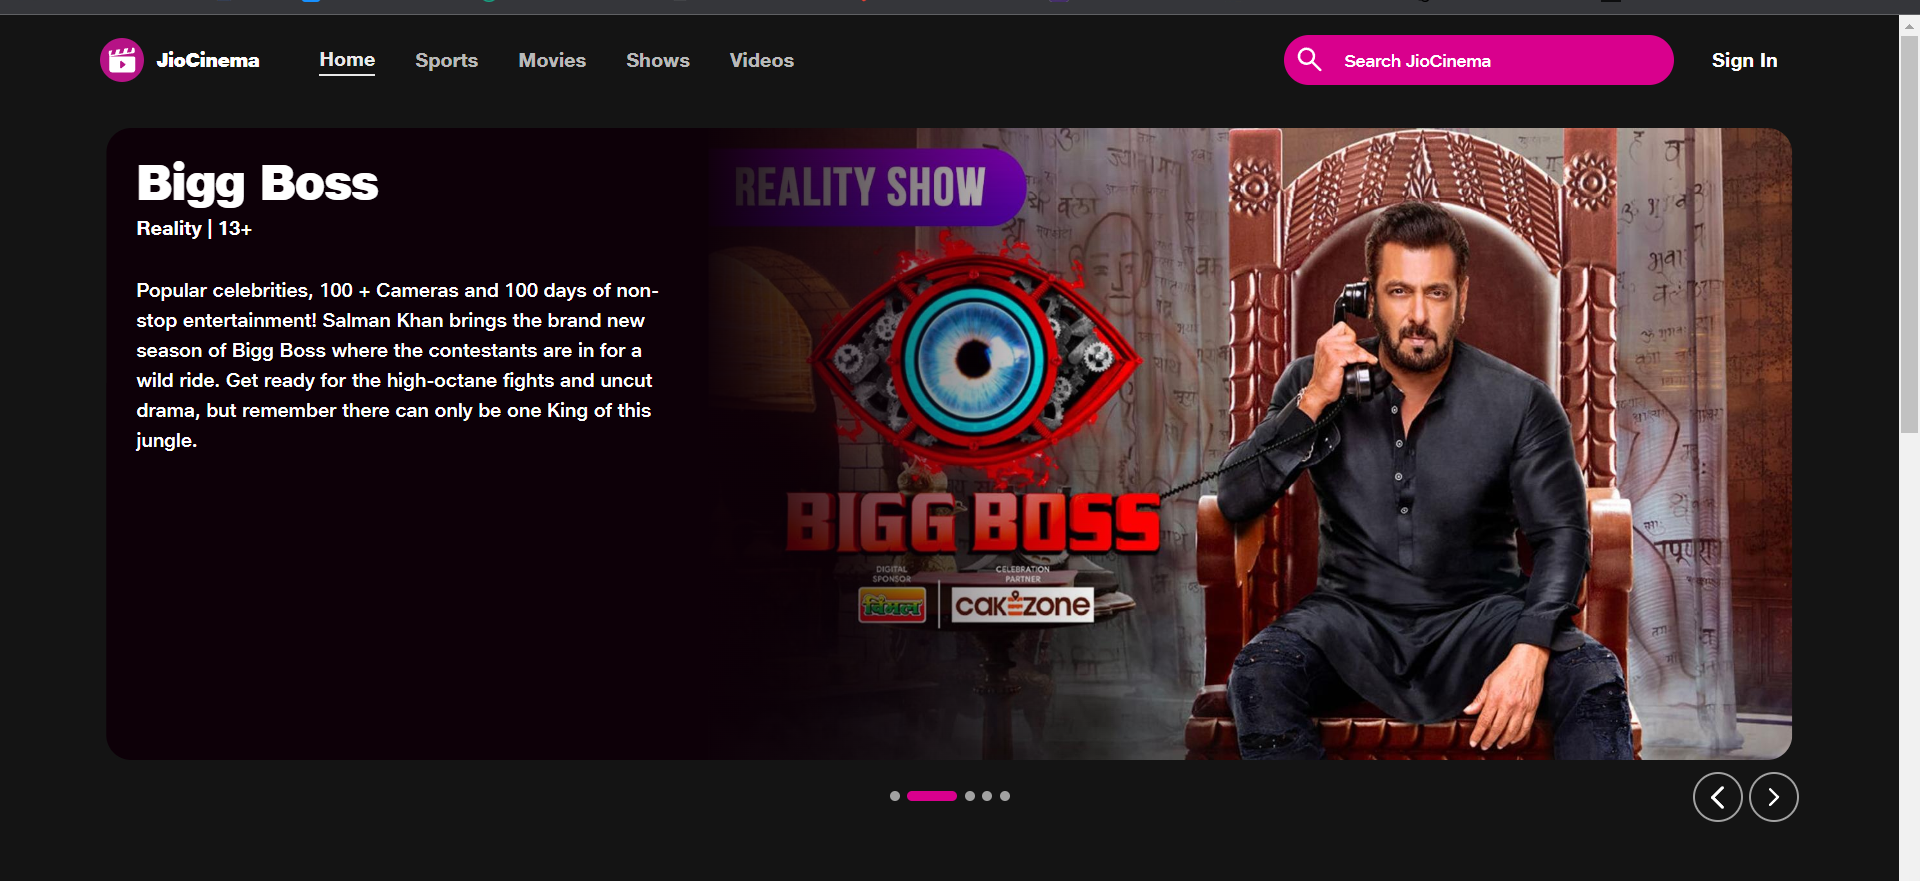 JioCinema
Home
Sports
Movies
Shows
Videos
Search JioCinema
Sign In
Bigg Boss
Reality | 13+
Popular celebrities, 100 + Cameras and 100 days of non-
stop entertainment! Salman Khan brings the brand new
season of Bigg Boss where the contestants are in for a
wild ride. Get ready for the high-octane fights and uncut
drama, but remember there can only be one King of this
jungle.
REALITY SHOW
BIGG BOSS
DIGITAL
SPONSOR
विमल
CELEBRATION
PARTNER
CAKEZONE